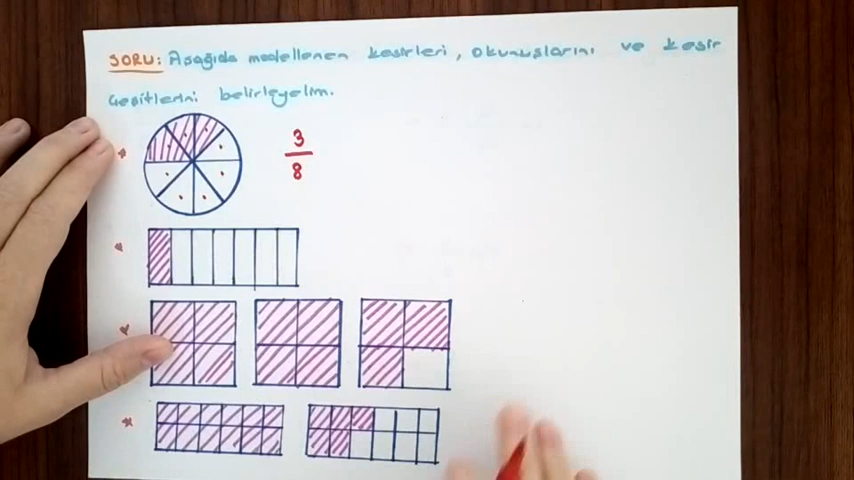 SORU: Aşağıda modellenen kesirleri, okunuşlarını ve kesir
çeşitlerini belirleyelim.
3
8